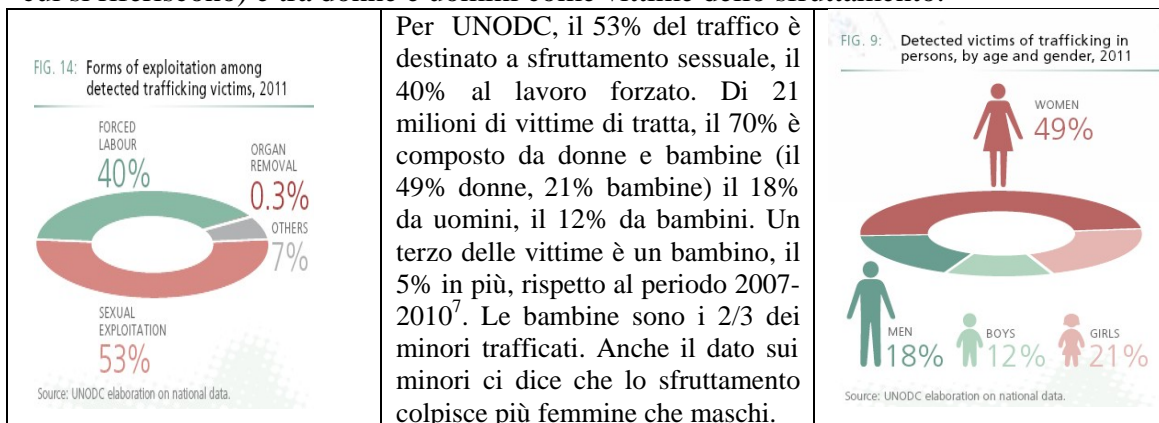 FIG. 14: Forms of exploitation among
detected trafficking victims, 2011
FORCED
LABOUR
40%
ORGAN
REMOVAL
0.3%
OTHERS
7%
SEXUAL
EXPLOITATION
53%
Source: UNODC elaboration on national data.
Per UNODC, il 53% del traffico è
destinato a sfruttamento sessuale, il
40% al lavoro forzato. Di 21
milioni di vittime di tratta, il 70% è
composto da donne e bambine (il
49% donne, 21% bambine) il 18%
da uomini, il 12% da bambini. Un
terzo delle vittime è un bambino, il
5% in più, rispetto al periodo 2007-
2010⁷. Le bambine sono i 2/3 dei
minori trafficati. Anche il dato sui
minori ci dice che lo sfruttamento
colpisce più femmine che maschi.
FIG. 9: Detected victims of trafficking in
persons, by age and gender, 2011
WOMEN
49%
MEN
18%
BOYS
12%
GIRLS
21%
Source: UNODC elaboration on national data.